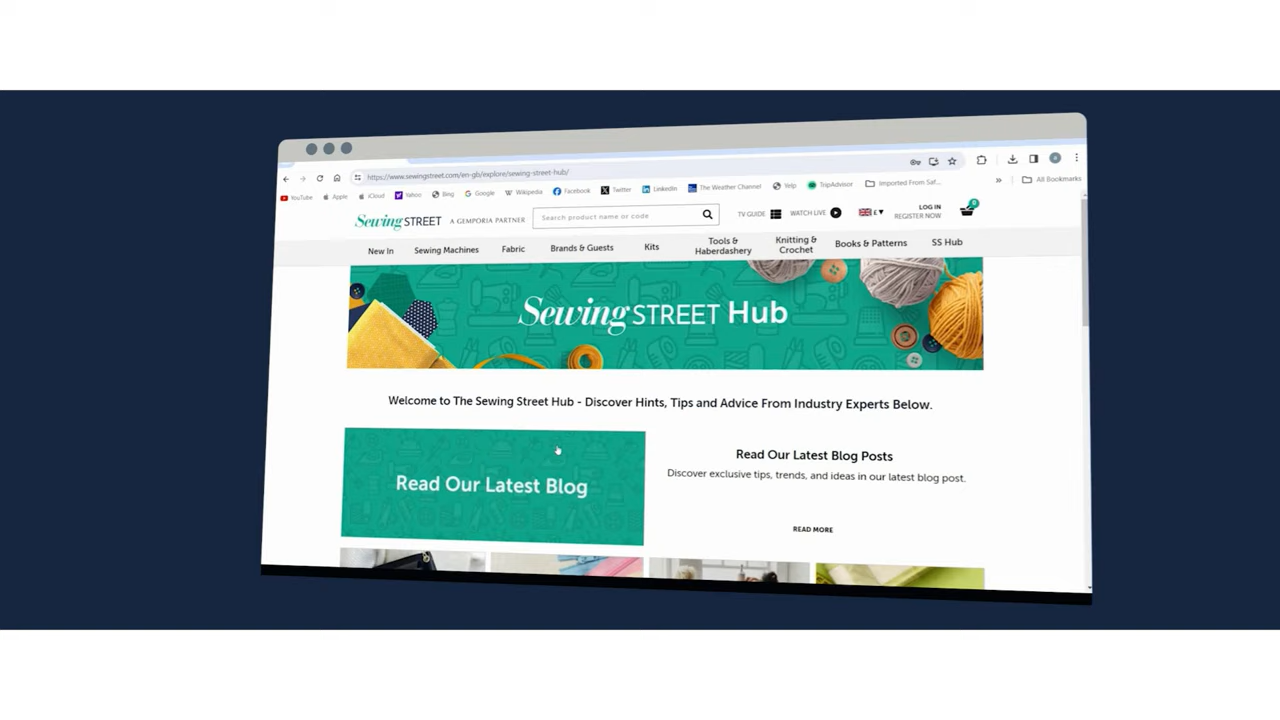 https://www.sewingstreet.com/en-gb/explore/sewing-street-hub/
YouTube Apple iCloud Yahoo Bing Google Wikipedia Facebook Twitter LinkedIn The Weather Channel Yelp TripAdvisor Imported From Saf... » All Bookmarks
Sewing STREET A GEMPORIA PARTNER
Search product name or code
TV GUIDE WATCH LIVE £
LOG IN
REGISTER NOW
0
New In
Sewing Machines
Fabric
Brands & Guests
Kits
Tools &
Haberdashery
Knitting &
Crochet
Books & Patterns
SS Hub
Sewing STREET Hub
Welcome to The Sewing Street Hub - Discover Hints, Tips and Advice From Industry Experts Below.
Read Our Latest Blog
Read Our Latest Blog Posts
Discover exclusive tips, trends, and ideas in our latest blog post.
READ MORE